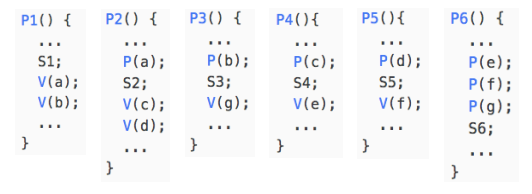 P1() {
...
S1;
V(a);
V(b);
...
}
P2() {
...
P(a);
S2;
V(c);
V(d);
...
}
P3() {
...
P(b);
S3;
V(g);
...
}
P4(){
...
P(c);
S4;
V(e);
...
}
P5(){
...
P(d);
S5;
V(f);
...
}
P6() {
...
P(e);
P(f);
P(g);
S6;
...
}